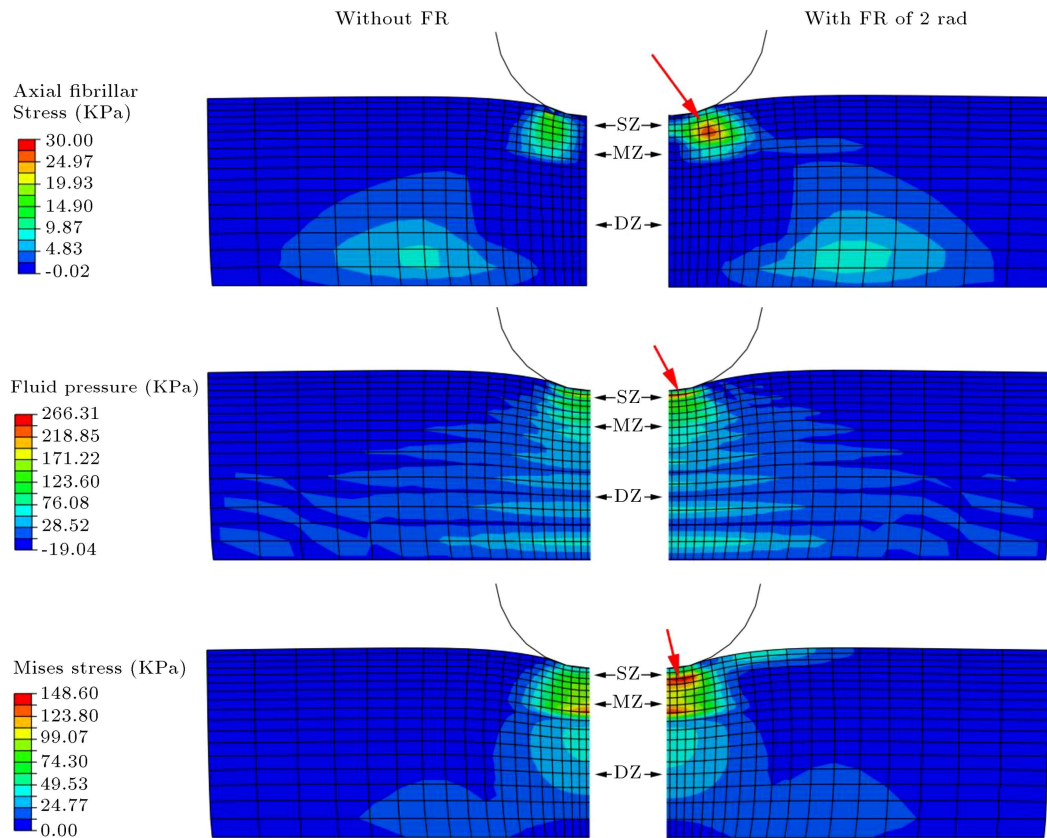 Without FR
With FR of 2 rad
Axial fibrillar
Stress (KPa)
30.00
24.97
19.93
14.90
9.87
4.83
-0.02
SZ
MZ
DZ
Fluid pressure (KPa)
266.31
218.85
171.22
123.60
76.08
28.52
-19.04
SZ
MZ
DZ
Mises stress (KPa)
148.60
123.80
99.07
74.30
49.53
24.77
0.00
SZ
MZ
DZ